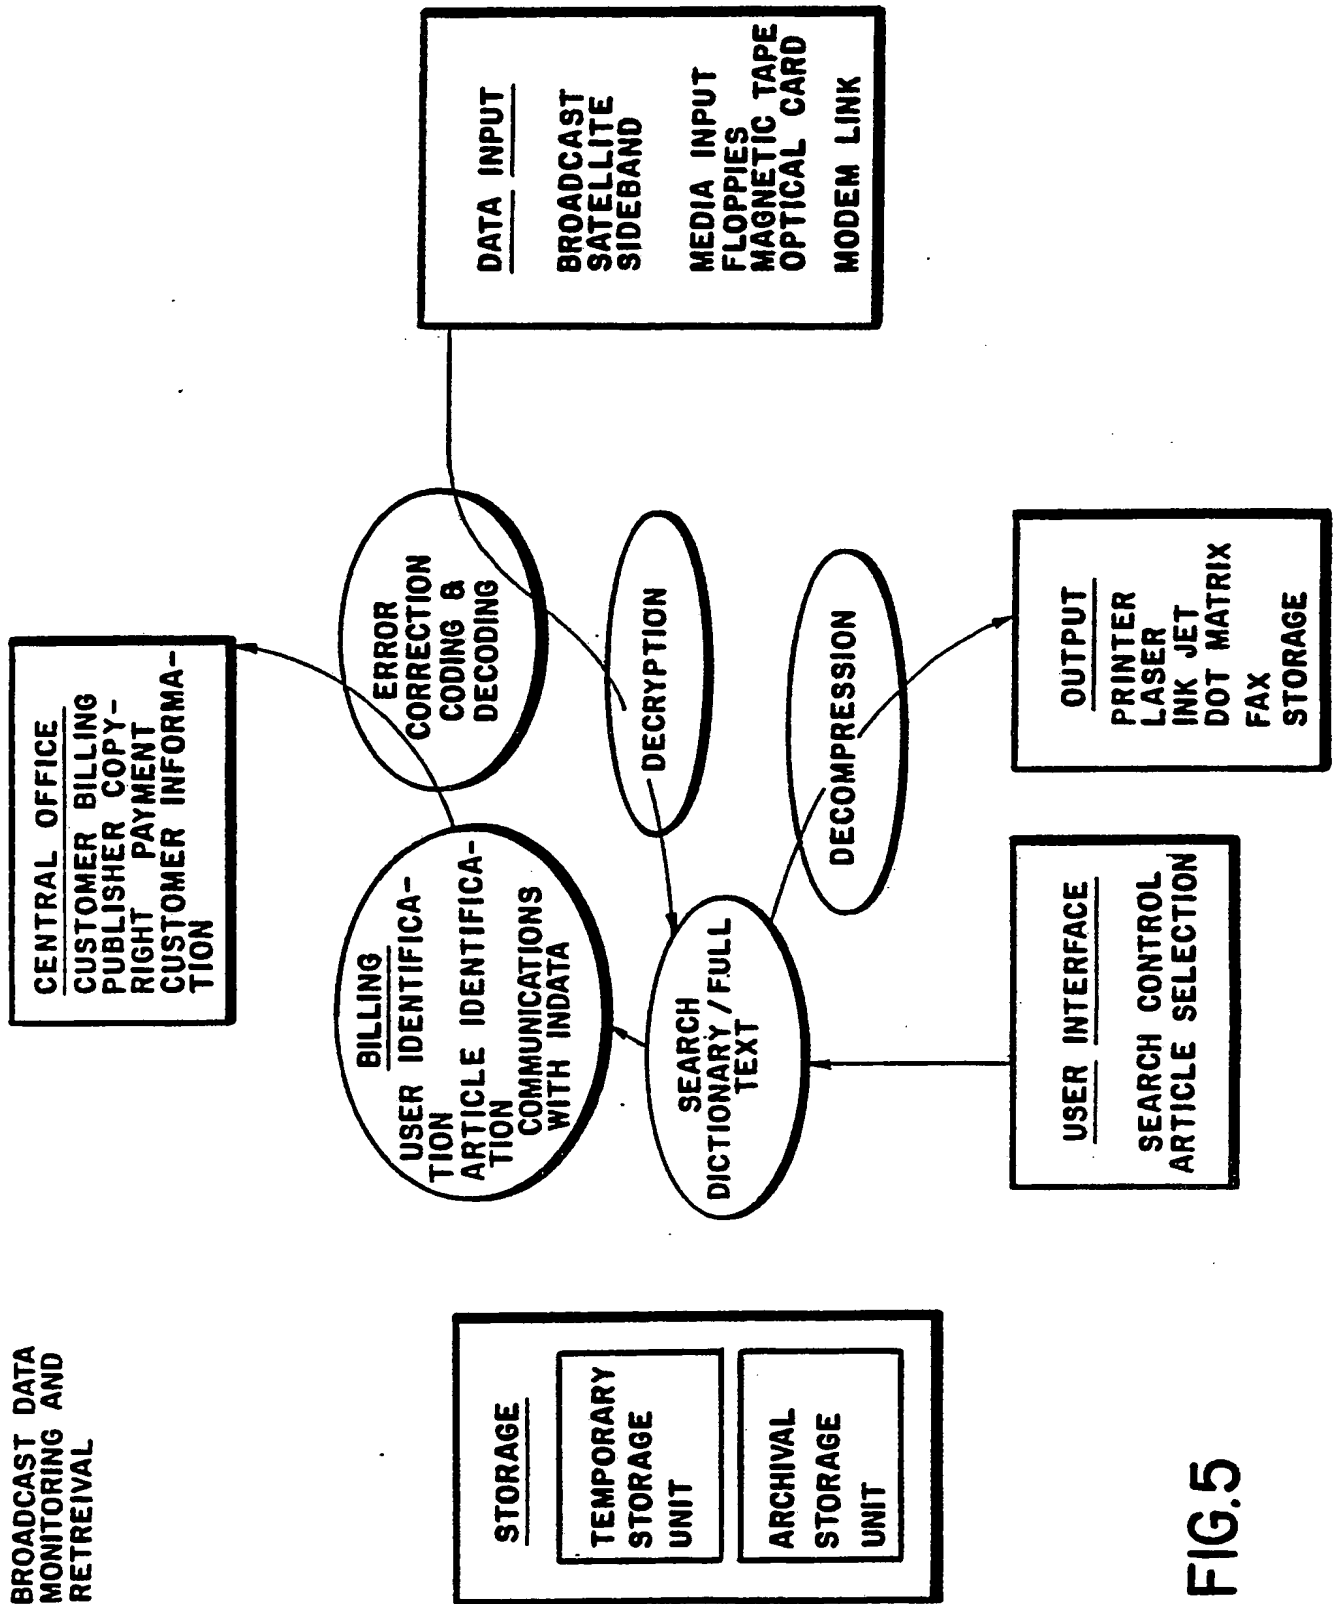 BROADCAST DATA
MONITORING AND
RETREIVAL
CENTRAL OFFICE
CUSTOMER BILLING
PUBLISHER COPY-
RIGHT PAYMENT
CUSTOMER INFORMA-
TION
DATA INPUT
BROADCAST
SATELLITE
SIDEBAND
MEDIA INPUT
FLOPPIES
MAGNETIC TAPE
OPTICAL CARD
MODEM LINK
ERROR
CORRECTION
CODING &
DECODING
BILLING
USER IDENTIFICA-
TION
ARTICLE IDENTIFICA-
TION
COMMUNICATIONS
WITH INDATA
DECRYPTION
SEARCH
DICTIONARY/FULL
TEXT
DECOMPRESSION
STORAGE
TEMPORARY
STORAGE
UNIT
ARCHIVAL
STORAGE
UNIT
USER INTERFACE
SEARCH CONTROL
ARTICLE SELECTION
OUTPUT
PRINTER
LASER
INK JET
DOT MATRIX
FAX
STORAGE
FIG.5